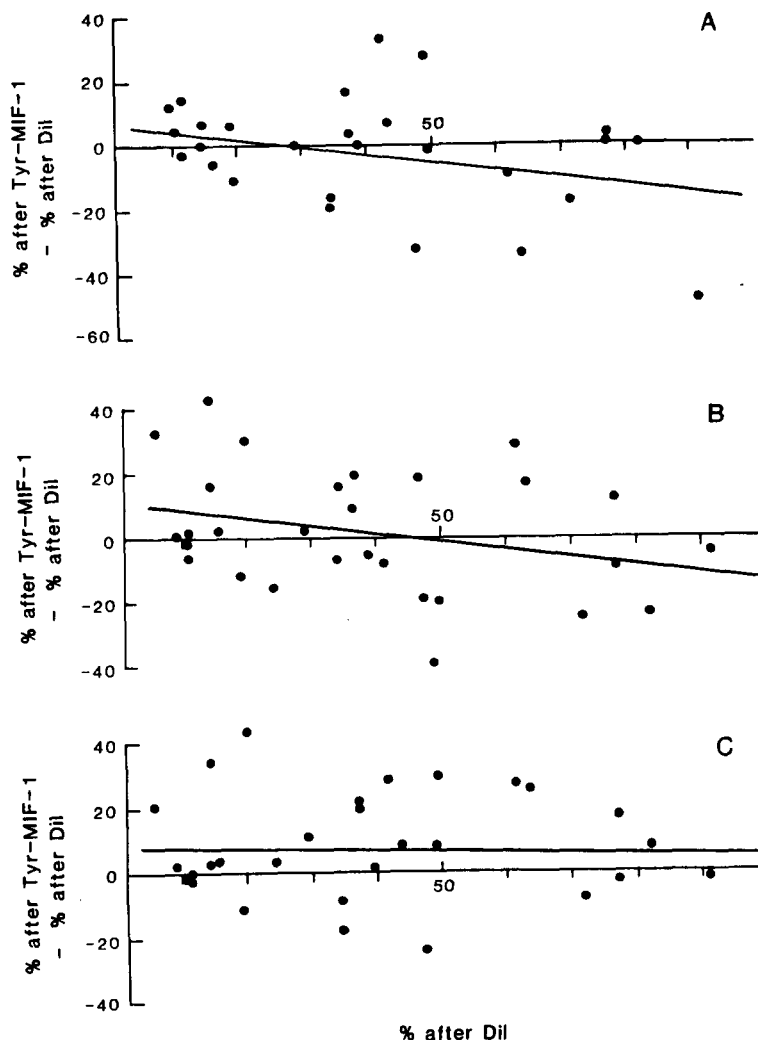 A
40
20
0
-20
-40
-60
50
% after Tyr-MIF-1
- % after Dil
B
40
20
0
-20
-40
50
% after Tyr-MIF-1
- % after Dil
C
40
20
0
-20
-40
50
% after Tyr-MIF-1
- % after Dil
% after Dil